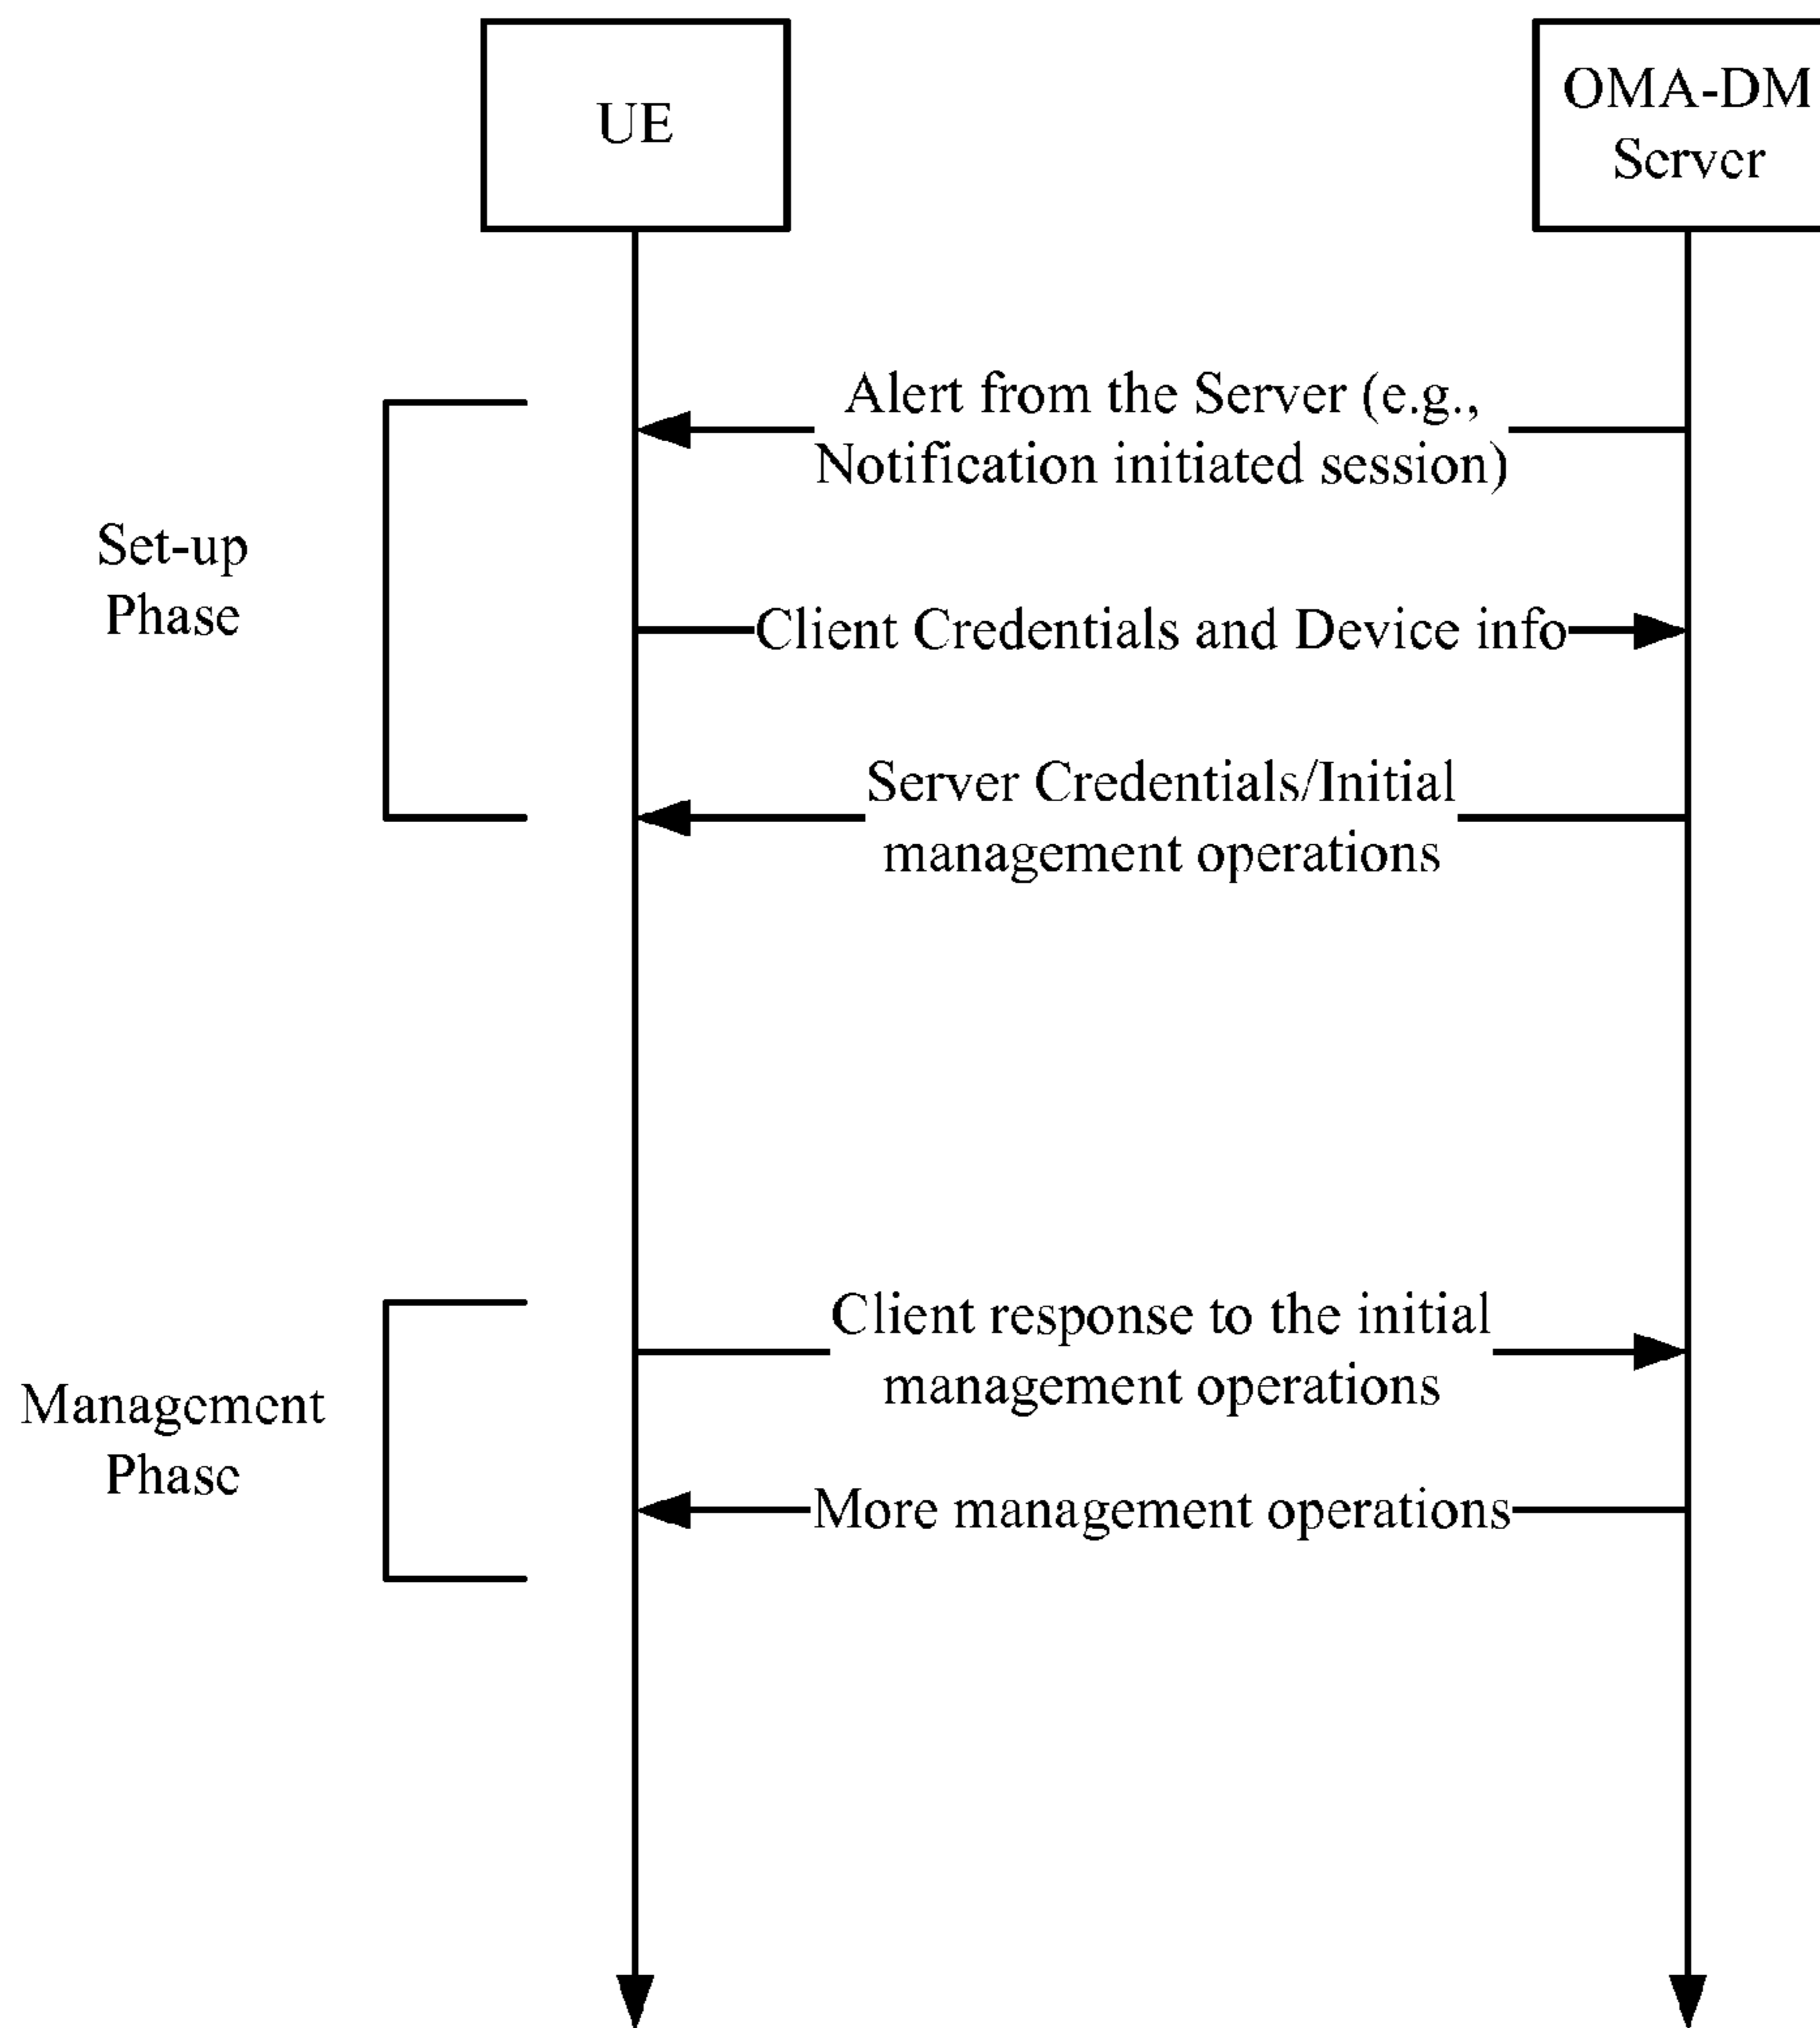 UE
OMA-DM
Server
Alert from the Server (e.g.,
Notification initiated session)
Set-up
Phase
Client Credentials and Device info
Server Credentials/Initial
management operations
Client response to the initial
management operations
Management
Phase
More management operations